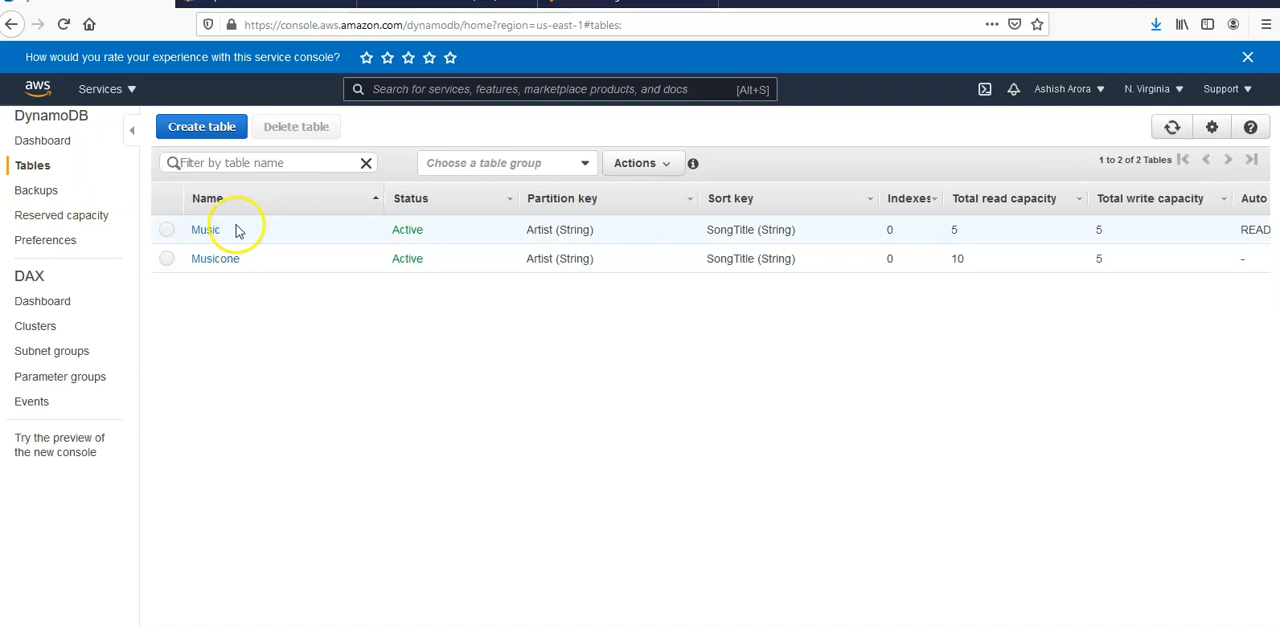 https://console.aws.amazon.com/dynamodb/home?region=us-east-1#tables:
How would you rate your experience with this service console?
aws
Services
Search for services, features, marketplace products, and docs
[Alt+S]
Ashish Arora
N. Virginia
Support
DynamoDB
Dashboard
Tables
Backups
Reserved capacity
Preferences
DAX
Dashboard
Clusters
Subnet groups
Parameter groups
Events
Try the preview of
the new console
Create table
Delete table
Filter by table name
Choose a table group
Actions
1 to 2 of 2 Tables
Name Status Partition key Sort key Indexes Total read capacity Total write capacity Auto
Music Active Artist (String) SongTitle (String) 0 5 5 READ
Musicone Active Artist (String) SongTitle (String) 0 10 5 -